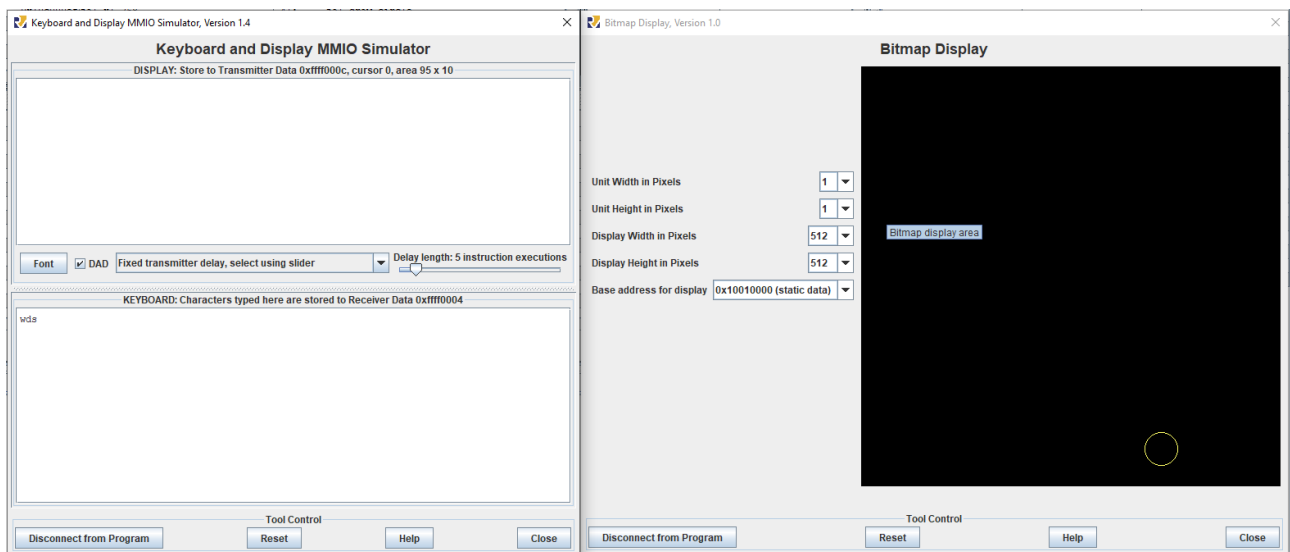 Keyboard and Display MMIO Simulator, Version 1.4
Keyboard and Display MMIO Simulator
DISPLAY: Store to Transmitter Data 0xffff000c, cursor 0, area 95 x 10
Font
DAD
Fixed transmitter delay, select using slider
Delay length: 5 instruction executions
KEYBOARD: Characters typed here are stored to Receiver Data 0xffff0004
wds
Tool Control
Disconnect from Program
Reset
Help
Close
Bitmap Display, Version 1.0
Bitmap Display
Unit Width in Pixels 1
Unit Height in Pixels 1
Display Width in Pixels 512
Display Height in Pixels 512
Base address for display 0x10010000 (static data)
Bitmap display area
Tool Control
Disconnect from Program
Reset
Help
Close